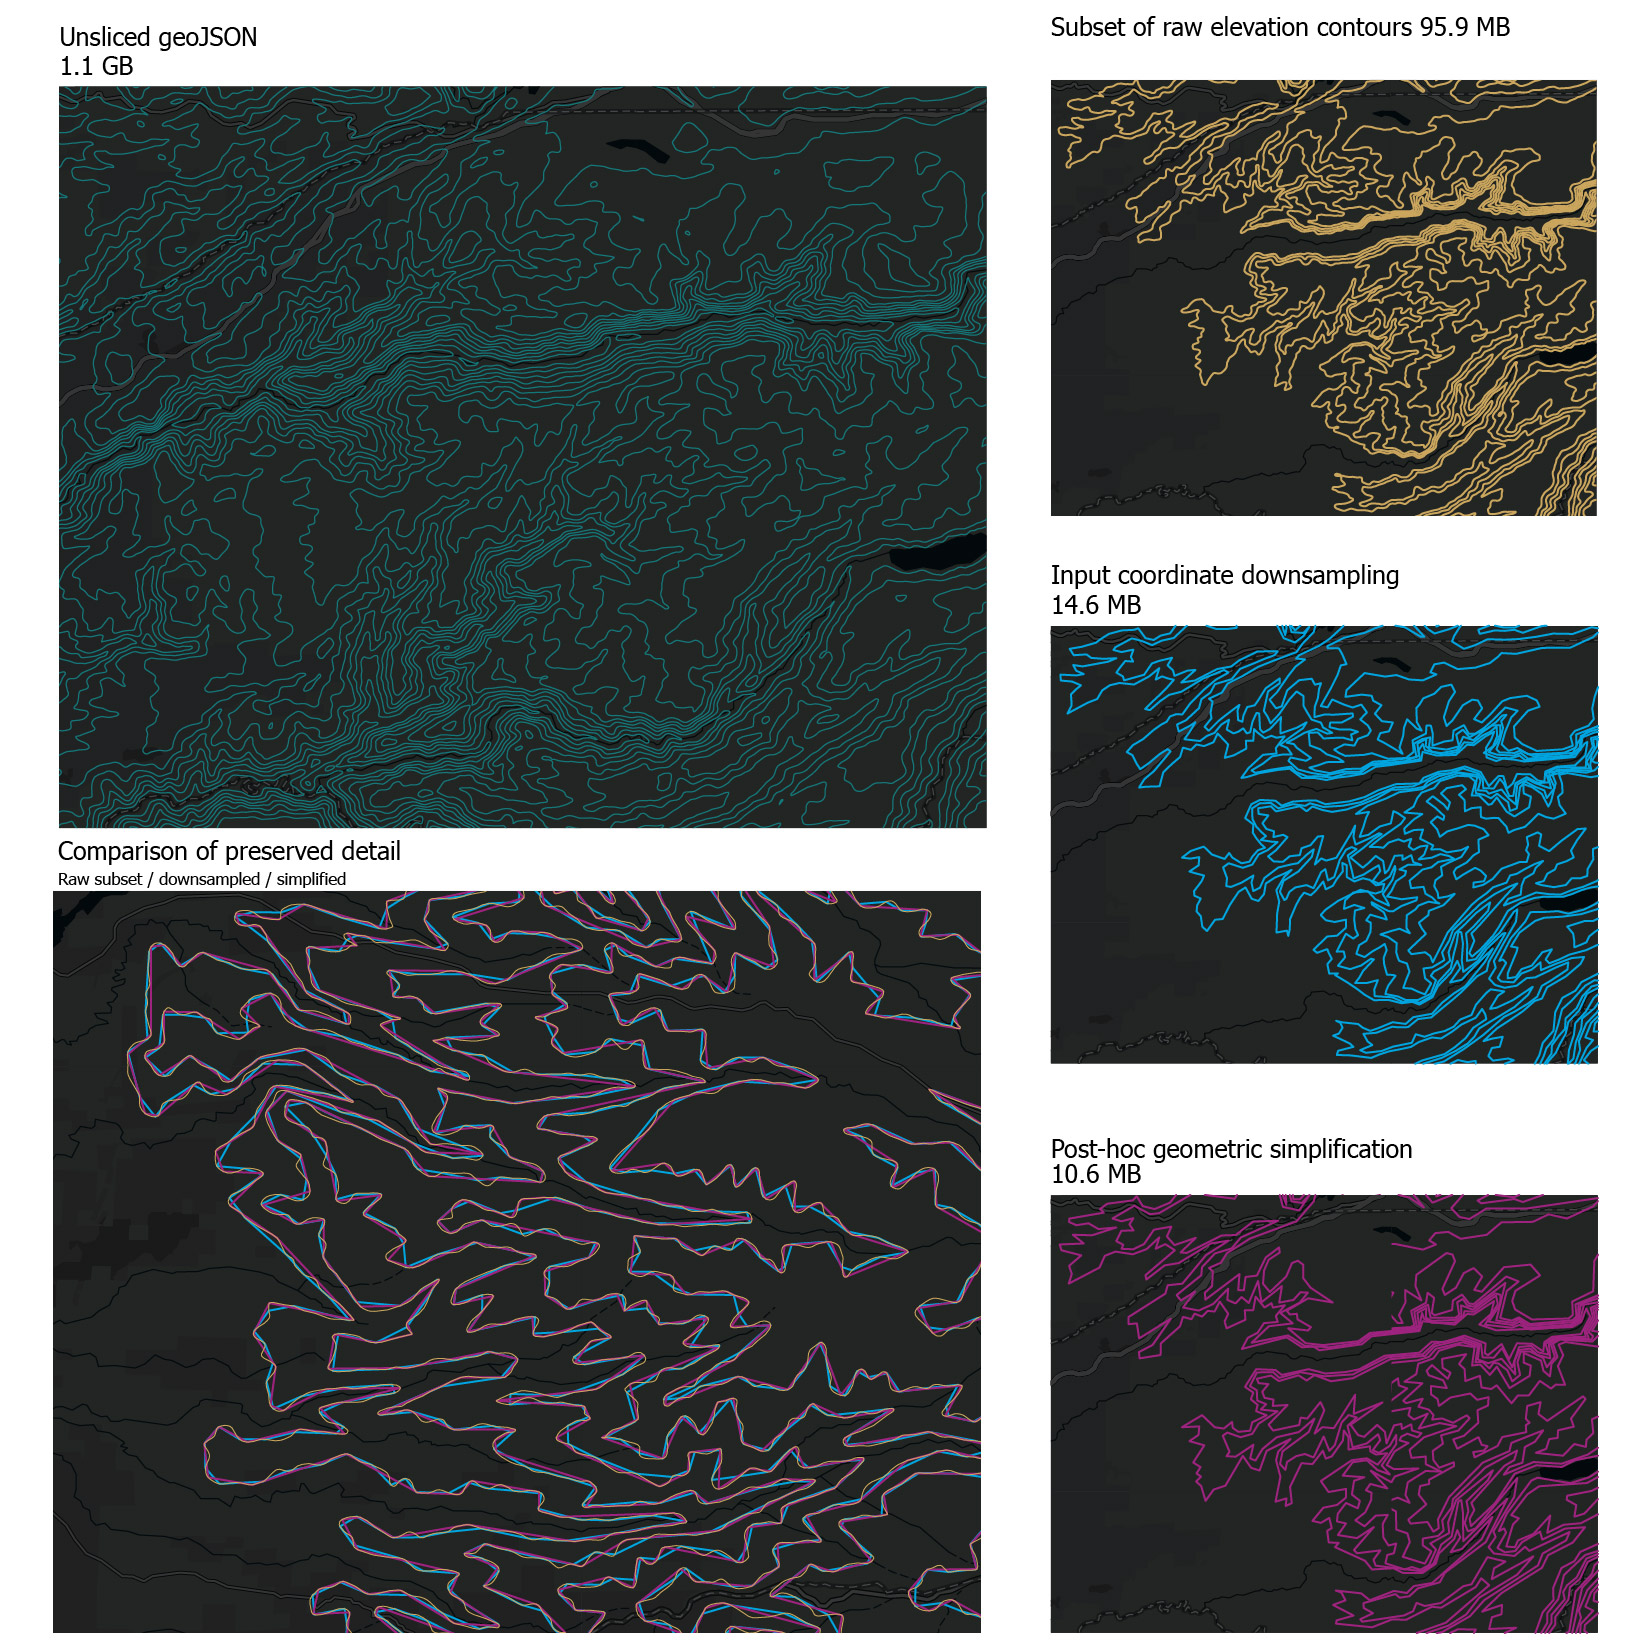 Unsliced geoJSON
1.1 GB
Subset of raw elevation contours 95.9 MB
Input coordinate downsampling
14.6 MB
Comparison of preserved detail
Raw subset / downsampled / simplified
Post-hoc geometric simplification
10.6 MB